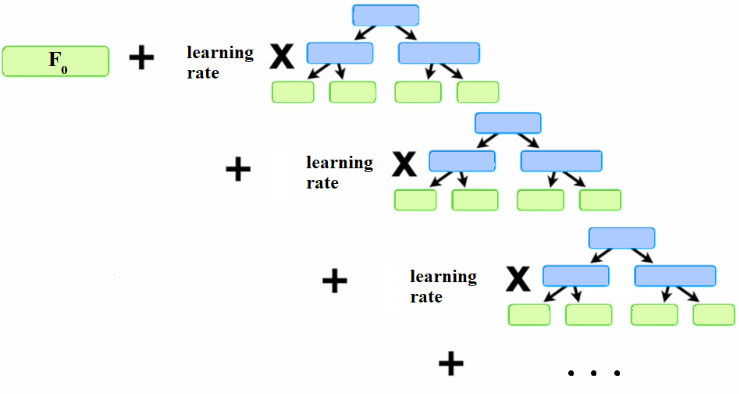 F₀ + learning rate X
+ learning rate X
+ learning rate X
+ . . .